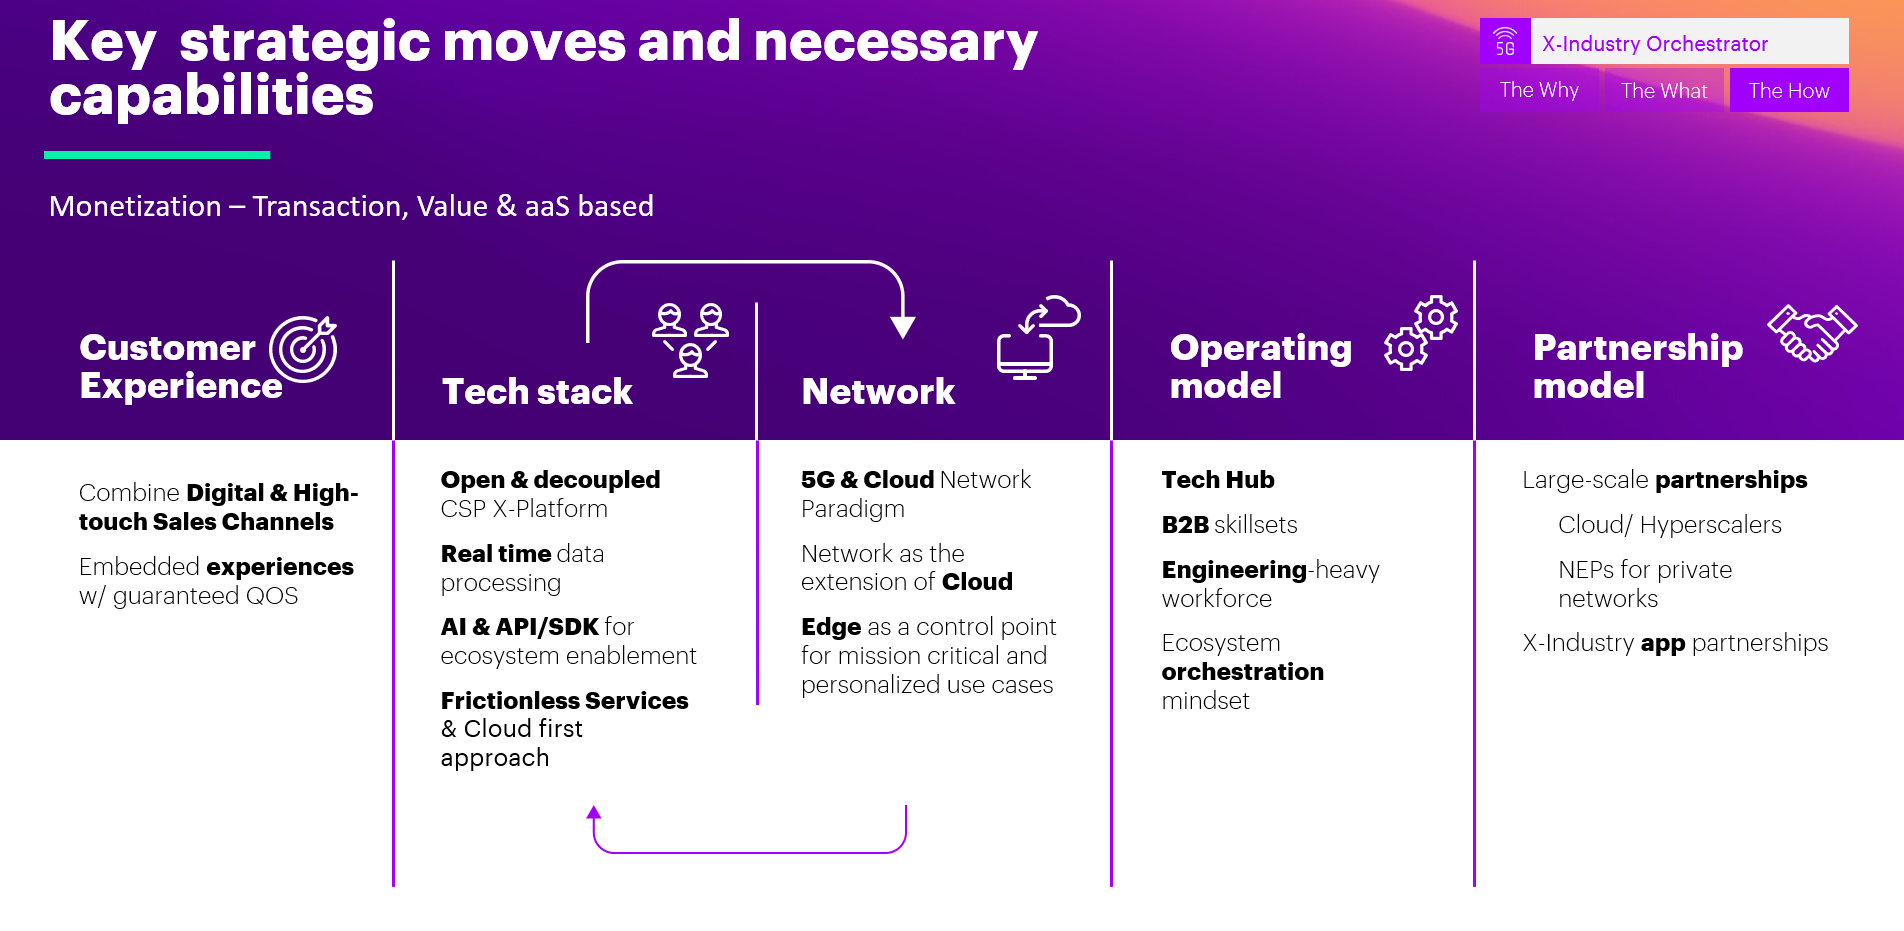 Key strategic moves and necessary
capabilities
5G
X-Industry Orchestrator
The Why
The What
The How
Monetization – Transaction, Value & aaS based
Customer
Experience
Tech stack
Network
Operating
model
Partnership
model
Combine Digital & High-
touch Sales Channels
Embedded experiences
w/ guaranteed QOS
Open & decoupled
CSP X-Platform
Real time data
processing
AI & API/SDK for
ecosystem enablement
Frictionless Services
& Cloud first
approach
5G & Cloud Network
Paradigm
Network as the
extension of Cloud
Edge as a control point
for mission critical and
personalized use cases
Tech Hub
B2B skillsets
Engineering-heavy
workforce
Ecosystem
orchestration
mindset
Large-scale partnerships
Cloud/ Hyperscalers
NEPs for private
networks
X-Industry app partnerships